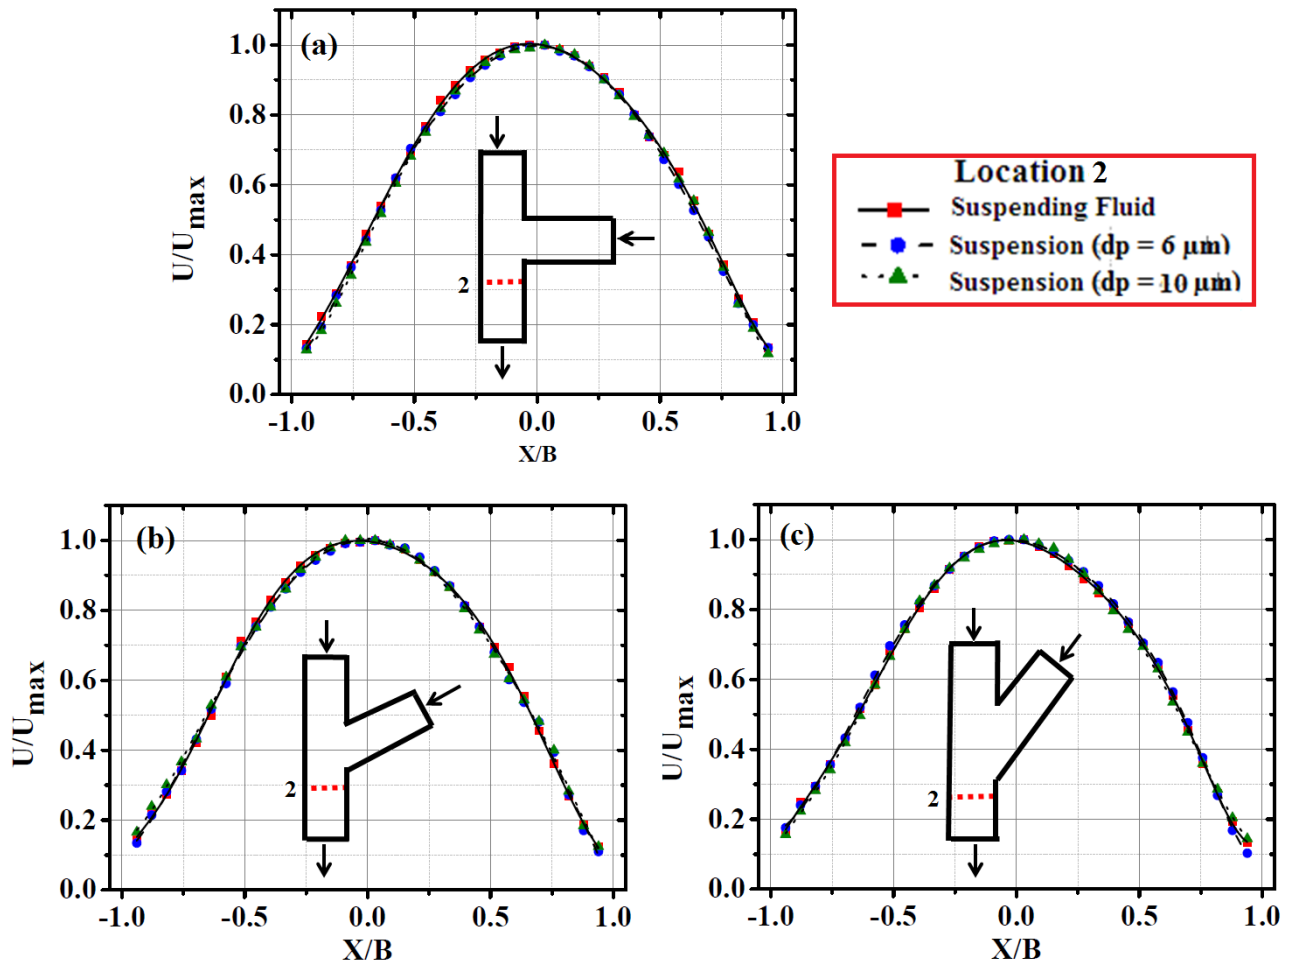 (a)
U/Umax
1.0
0.8
0.6
0.4
0.2
0.0
2
-1.0 -0.5 0.0 0.5 1.0
X/B
Location 2
Suspending Fluid
Suspension (dp = 6 μm)
Suspension (dp = 10 μm)
(b)
U/Umax
1.0
0.8
0.6
0.4
0.2
0.0
2
-1.0 -0.5 0.0 0.5 1.0
X/B
(c)
U/Umax
1.0
0.8
0.6
0.4
0.2
0.0
2
-1.0 -0.5 0.0 0.5 1.0
X/B